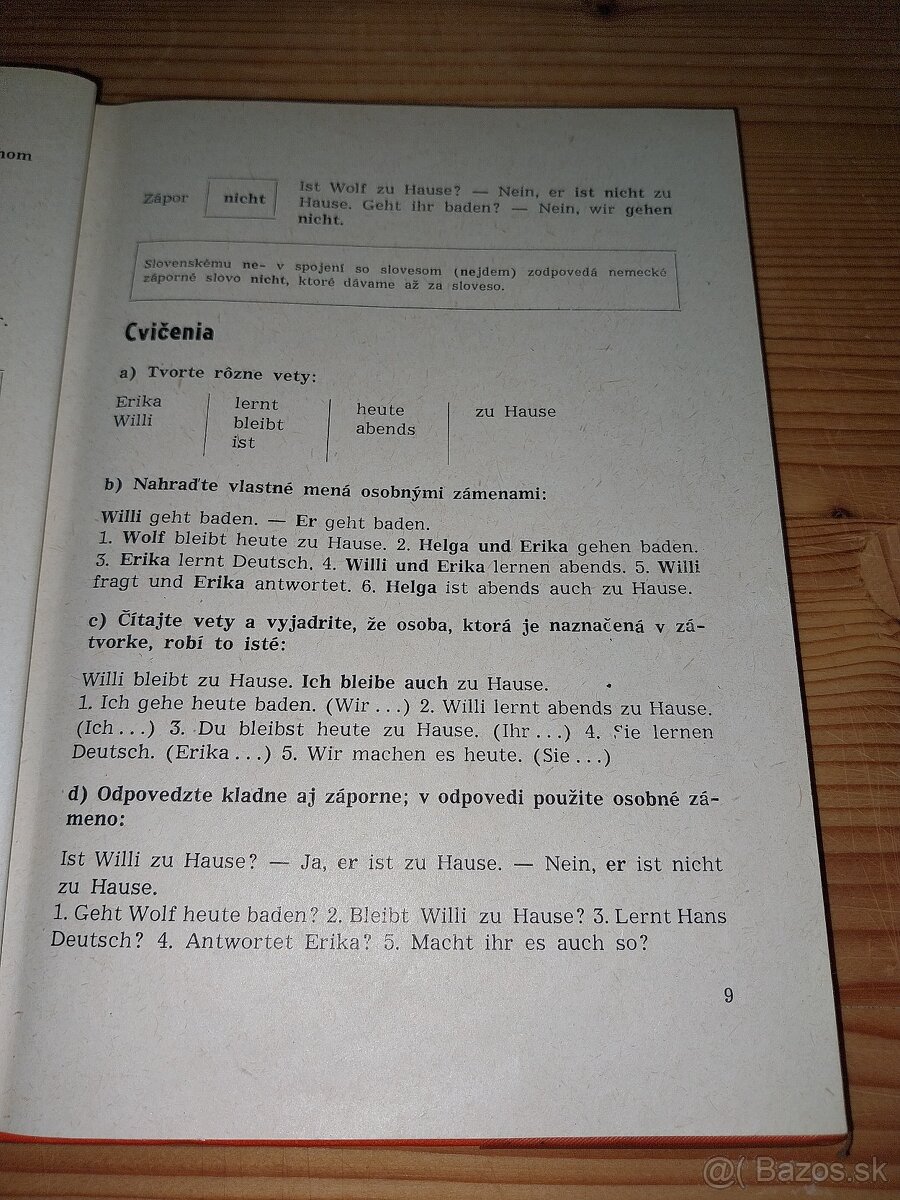 nom
r.
Zápor nicht
Ist Wolf zu Hause? — Nein, er ist nicht zu
Hause. Geht ihr baden? — Nein, wir gehen
nicht.
Slovenskému ne- v spojení so slovesom (nejdem) zodpovedá nemecké
záporné slovo nicht, ktoré dávame až za sloveso.
Cvičenia
a) Tvorte rôzne vety:
Erika lernt heute zu Hause
Willi bleibt abends
ist
b) Nahraďte vlastné mená osobnými zámenami:
Willi geht baden. — Er geht baden.
1. Wolf bleibt heute zu Hause. 2. Helga und Erika gehen baden.
3. Erika lernt Deutsch. 4. Willi und Erika lernen abends. 5. Willi
fragt und Erika antwortet. 6. Helga ist abends auch zu Hause.
c) Čítajte vety a vyjadrite, že osoba, ktorá je naznačená v zá-
tvorke, robí to isté:
Willi bleibt zu Hause. Ich bleibe auch zu Hause.
1. Ich gehe heute baden. (Wir . . .) 2. Willi lernt abends zu Hause.
(Ich . . .) 3. Du bleibst heute zu Hause. (Ihr . . .) 4. Sie lernen
Deutsch. (Erika . . .) 5. Wir machen es heute. (Sie . . .)
d) Odpovedzte kladne aj záporne; v odpovedi použite osobné zá-
meno:
Ist Willi zu Hause? — Ja, er ist zu Hause. — Nein, er ist nicht
zu Hause.
1. Geht Wolf heute baden? 2. Bleibt Willi zu Hause? 3. Lernt Hans
Deutsch? 4. Antwortet Erika? 5. Macht ihr es auch so?
9
@( Bazos.sk